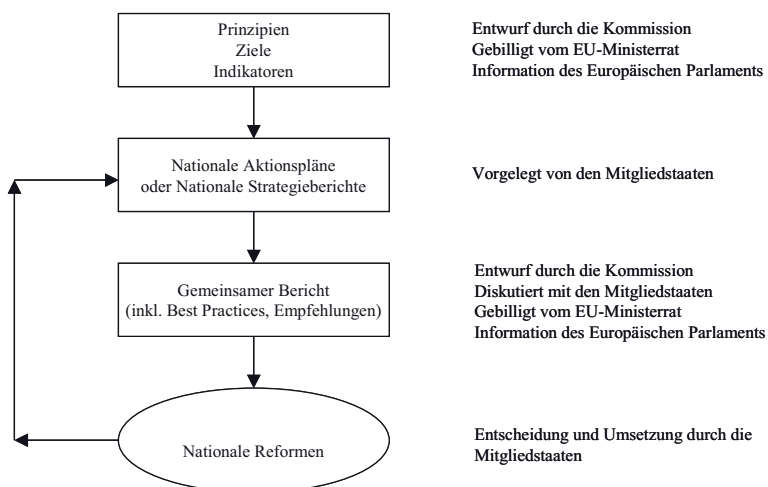 Prinzipien
Ziele
Indikatoren
Entwurf durch die Kommission
Gebilligt vom EU-Ministerrat
Information des Europäischen Parlaments
Nationale Aktionspläne
oder Nationale Strategieberichte
Vorgelegt von den Mitgliedstaaten
Gemeinsamer Bericht
(inkl. Best Practices, Empfehlungen)
Entwurf durch die Kommission
Diskutiert mit den Mitgliedstaaten
Gebilligt vom EU-Ministerrat
Information des Europäischen Parlaments
Nationale Reformen
Entscheidung und Umsetzung durch die
Mitgliedstaaten